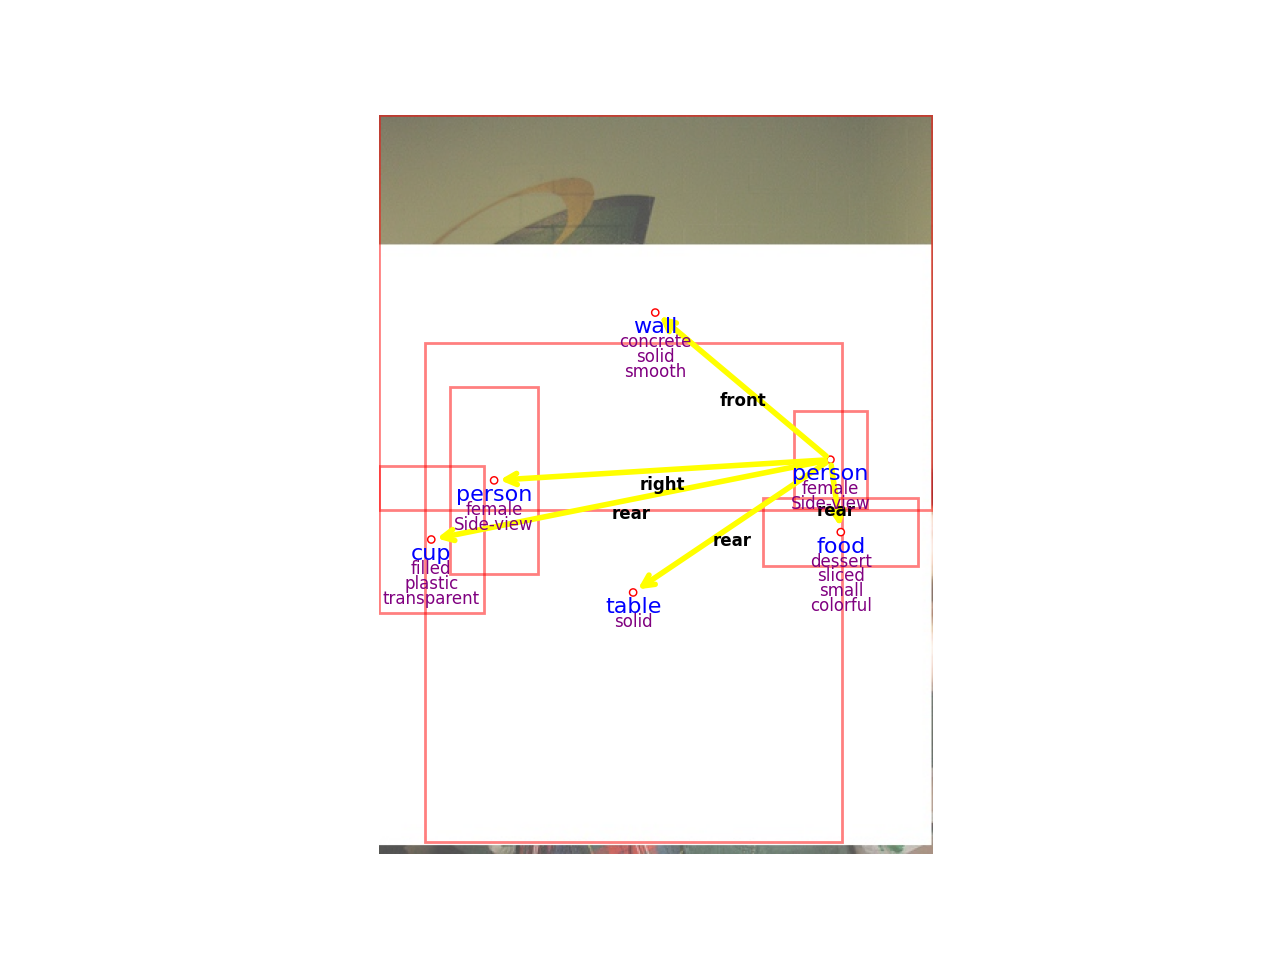 wall
concrete
solid
smooth
front
person
female
Side-view
right
person
female
Side-view
rear
rear
rear
cup
filled
plastic
transparent
food
dessert
sliced
small
colorful
table
solid